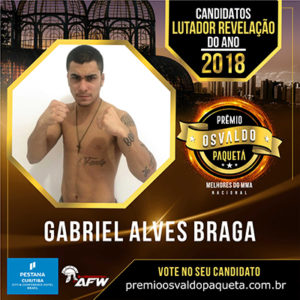 CANDIDATOS
LUTADOR REVELAÇÃO
DO ANO
2018
PRÊMIO
OSVALDO
PAQUETÁ
MELHORES DO MMA
NACIONAL
GABRIEL ALVES BRAGA
PESTANA
CURITIBA
AFW
VOTE NO SEU CANDIDATO
premioosvaldopaqueta.com.br